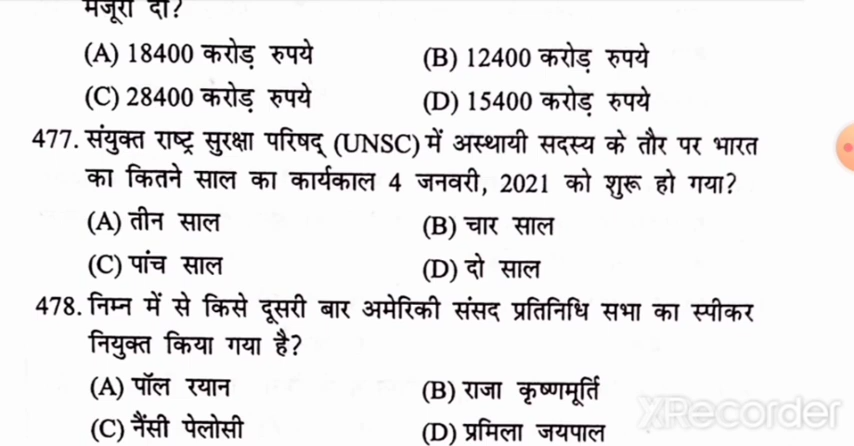 मंजूरी दी?
(A) 18400 करोड़ रुपये (B) 12400 करोड़ रुपये
(C) 28400 करोड़ रुपये (D) 15400 करोड़ रुपये
477. संयुक्त राष्ट्र सुरक्षा परिषद् (UNSC) में अस्थायी सदस्य के तौर पर भारत
का कितने साल का कार्यकाल 4 जनवरी, 2021 को शुरू हो गया?
(A) तीन साल (B) चार साल
(C) पांच साल (D) दो साल
478. निम्न में से किसे दूसरी बार अमेरिकी संसद प्रतिनिधि सभा का स्पीकर
नियुक्त किया गया है?
(A) पॉल रयान (B) राजा कृष्णमूर्ति
(C) नैंसी पेलोसी (D) प्रमिला जयपाल
XRecorder